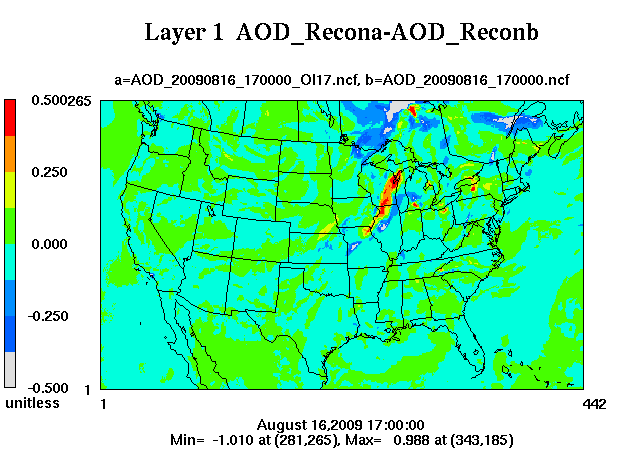 Layer 1 AOD_Recona-AOD_Reconb
a=AOD_20090816_170000_OI17.ncf, b=AOD_20090816_170000.ncf
0.500
265
0.250
0.000
-0.250
-0.500
unitless
1
1
442
August 16,2009 17:00:00
Min= -1.010 at (281,265), Max= 0.988 at (343,185)